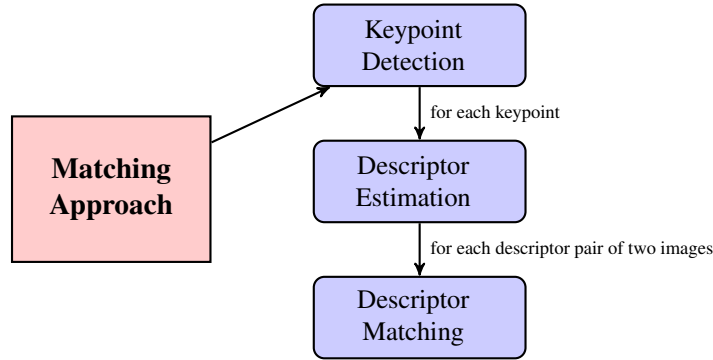 Keypoint
Detection
for each keypoint
Matching
Approach
Descriptor
Estimation
for each descriptor pair of two images
Descriptor
Matching